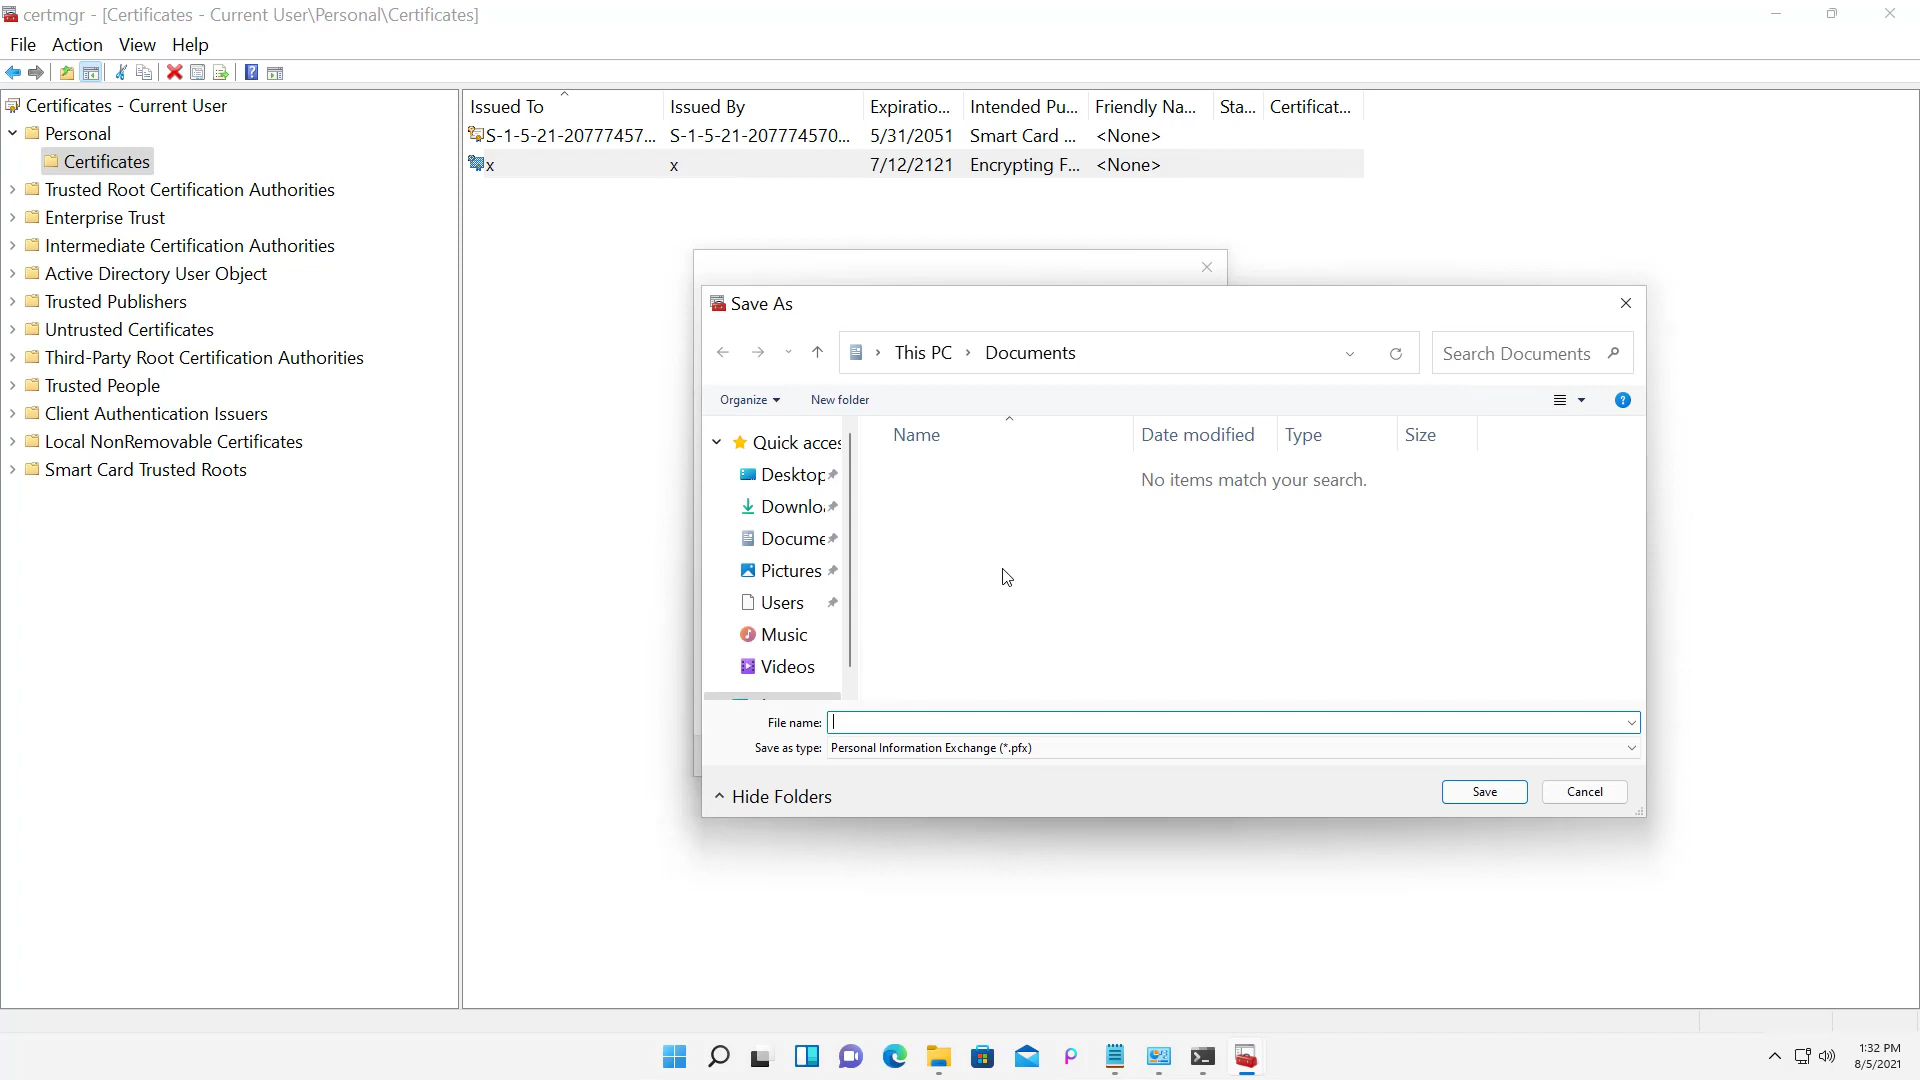 certmgr - [Certificates - Current User\Personal\Certificates]
File Action View Help
Certificates - Current User
Personal
Certificates
Trusted Root Certification Authorities
Enterprise Trust
Intermediate Certification Authorities
Active Directory User Object
Trusted Publishers
Untrusted Certificates
Third-Party Root Certification Authorities
Trusted People
Client Authentication Issuers
Local NonRemovable Certificates
Smart Card Trusted Roots
Issued To Issued By Expiratio... Intended Pu... Friendly Na... Sta... Certificat...
S-1-5-21-20777457... S-1-5-21-207774570... 5/31/2051 Smart Card ... <None>
x x 7/12/2121 Encrypting F... <None>
Save As
This PC Documents
Search Documents
Organize New folder
Name Date modified Type Size
No items match your search.
Quick acces
Desktop
Downloa
Docume
Pictures
Users
Music
Videos
File name:
Save as type: Personal Information Exchange (*.pfx)
Hide Folders
Save Cancel
1:32 PM
8/5/2021